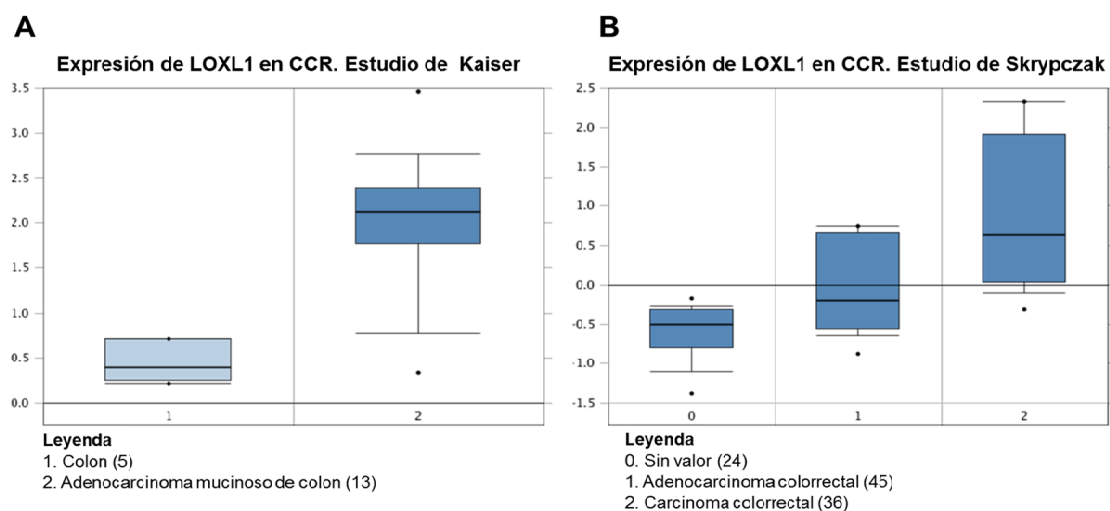 A
Expresión de LOXL1 en CCR. Estudio de Kaiser
3.5
3.0
2.5
2.0
1.5
1.0
0.5
0.0
1
2
Leyenda
1. Colon (5)
2. Adenocarcinoma mucinoso de colon (13)
B
Expresión de LOXL1 en CCR. Estudio de Skrypczak
2.5
2.0
1.5
1.0
0.5
0.0
-0.5
-1.0
-1.5
0
1
2
Leyenda
0. Sin valor (24)
1. Adenocarcinoma colorrectal (45)
2. Carcinoma colorrectal (36)